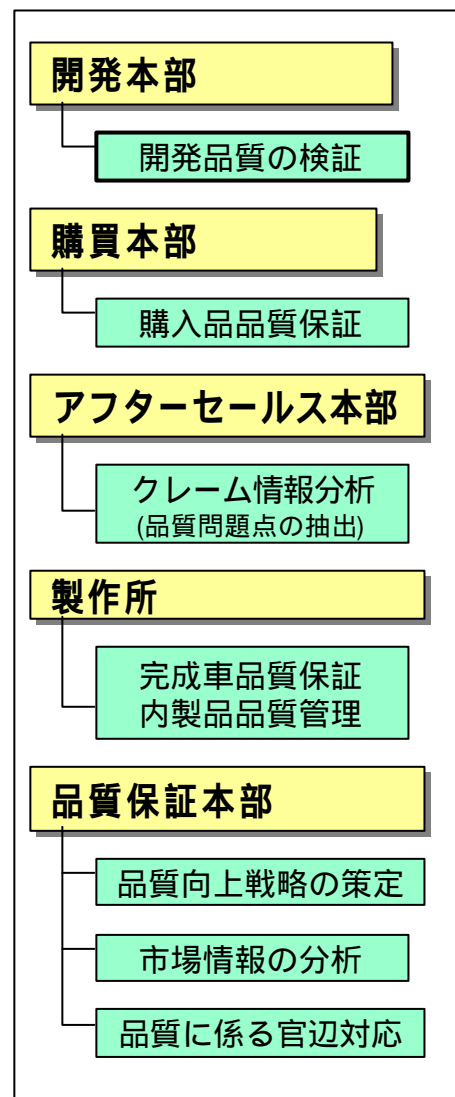 開発本部
開発品質の検証
購買本部
購入品品質保証
アフターセールス本部
クレーム情報分析
(品質問題点の抽出)
製作所
完成車品質保証
内製品品質管理
品質保証本部
品質向上戦略の策定
市場情報の分析
品質に係る官辺対応